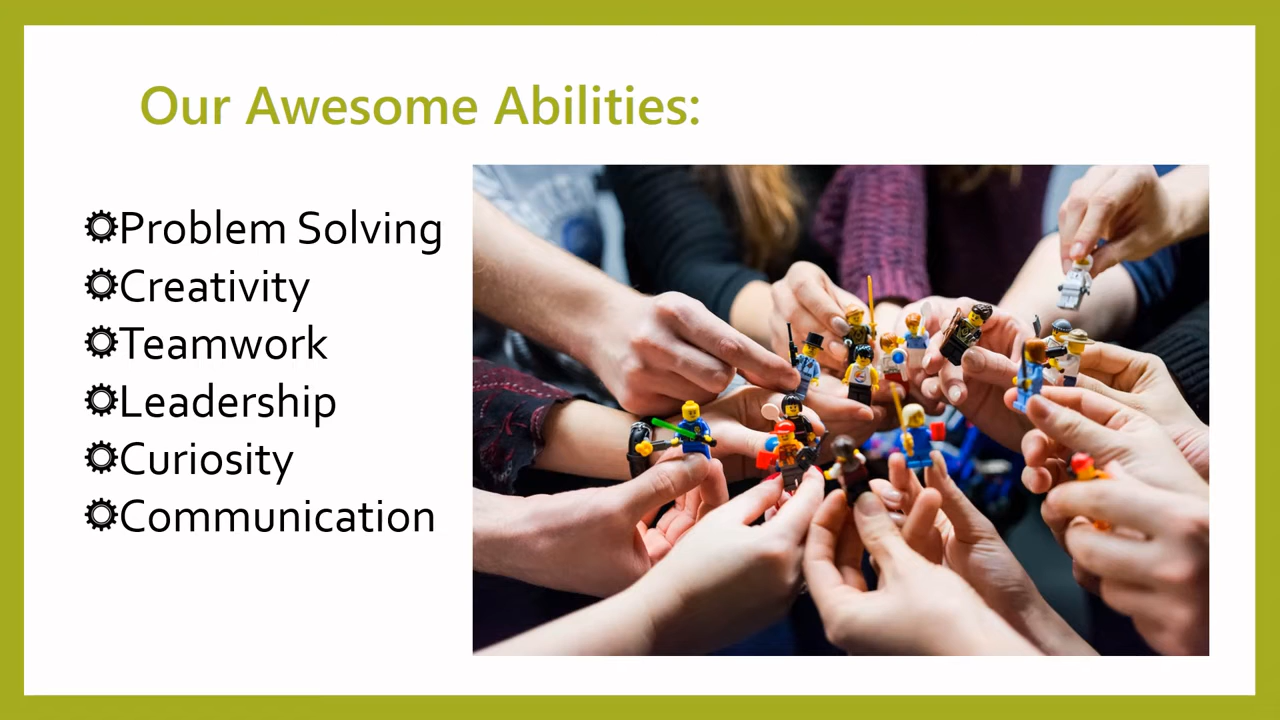 Our Awesome Abilities:
Problem Solving
Creativity
Teamwork
Leadership
Curiosity
Communication